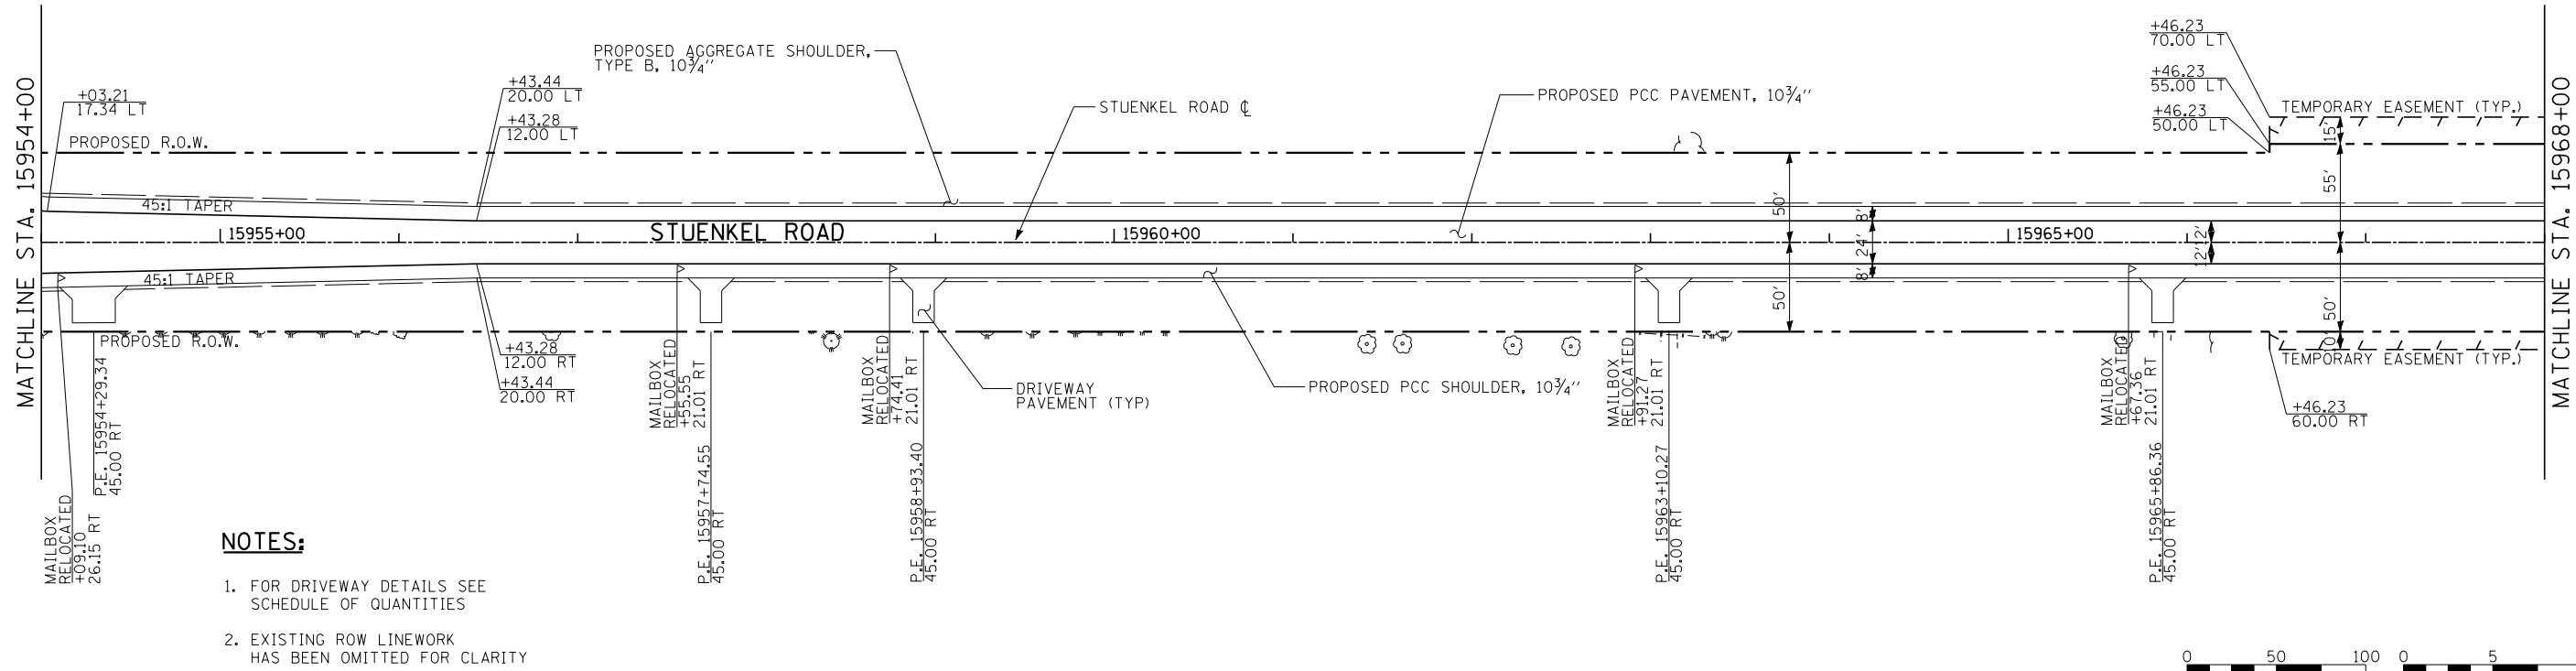 MATCHLINE STA. 15954+00
+03.21
17.34 LT
PROPOSED R.O.W.
45:1 TAPER
15955+00
45:1 TAPER
PROPOSED R.O.W.
+43.44
20.00 LT
+43.28
12.00 LT
PROPOSED AGGREGATE SHOULDER,
TYPE B, 10¾"
STUENKEL ROAD
STUENKEL ROAD ℄
15960+00
PROPOSED PCC PAVEMENT, 10¾"
50'
50'
8'
24'
8'
15965+00
12'
12'
+46.23
70.00 LT
+46.23
55.00 LT
+46.23
50.00 LT
TEMPORARY EASEMENT (TYP.)
15'
55'
50'
10'
TEMPORARY EASEMENT (TYP.)
+46.23
60.00 RT
MATCHLINE STA. 15968+00
+43.28
12.00 RT
+43.44
20.00 RT
MAILBOX
RELOCATED
+09.10
26.15 RT
P.E. 15954+29.34
45.00 RT
MAILBOX
RELOCATED
+55.55
21.01 RT
P.E. 15957+74.55
45.00 RT
MAILBOX
RELOCATED
+74.41
21.01 RT
P.E. 15958+93.40
45.00 RT
DRIVEWAY
PAVEMENT (TYP)
PROPOSED PCC SHOULDER, 10¾"
MAILBOX
RELOCATED
+91.27
21.01 RT
P.E. 15963+10.27
45.00 RT
MAILBOX
RELOCATED
+67.36
21.01 RT
P.E. 15965+86.36
45.00 RT
NOTES:
1. FOR DRIVEWAY DETAILS SEE
SCHEDULE OF QUANTITIES
2. EXISTING ROW LINEWORK
HAS BEEN OMITTED FOR CLARITY
0 50 100 0 5